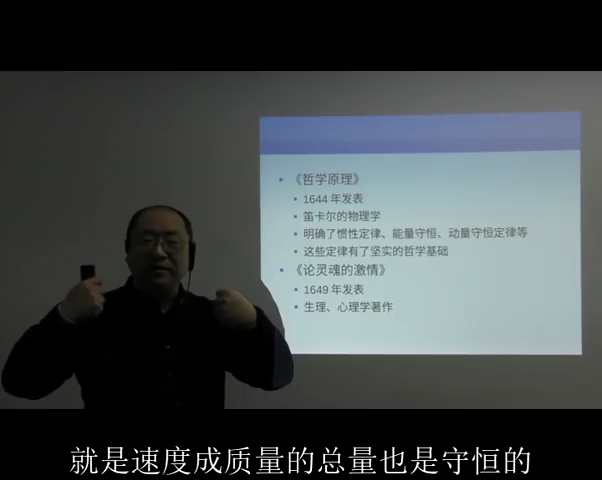 《哲学原理》
1644 年发表
笛卡尔的物理学
明确了惯性定律、能量守恒、动量守恒定律等
这些定律有了坚实的哲学基础
《论灵魂的激情》
1649 年发表
生理、心理学著作
就是速度成质量的总量也是守恒的